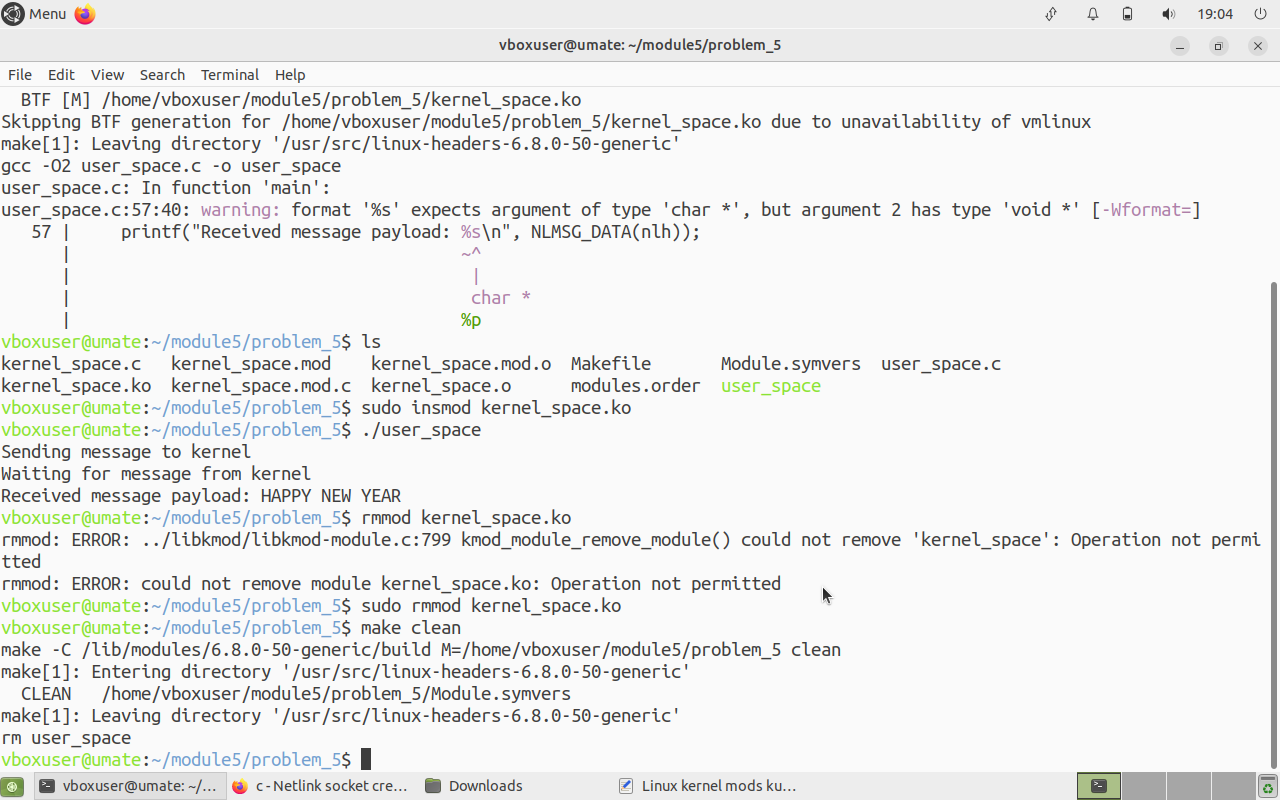 Menu 19:04
vboxuser@umate: ~/module5/problem_5
File Edit View Search Terminal Help
  BTF [M] /home/vboxuser/module5/problem_5/kernel_space.ko
Skipping BTF generation for /home/vboxuser/module5/problem_5/kernel_space.ko due to unavailability of vmlinux
make[1]: Leaving directory '/usr/src/linux-headers-6.8.0-50-generic'
gcc -O2 user_space.c -o user_space
user_space.c: In function 'main':
user_space.c:57:40: warning: format '%s' expects argument of type 'char *', but argument 2 has type 'void *' [-Wformat=]
   57 |     printf("Received message payload: %s\n", NLMSG_DATA(nlh));
      |                                       ~^
      |                                        |
      |                                        char *
      |                                       %p
vboxuser@umate:~/module5/problem_5$ ls
kernel_space.c   kernel_space.mod    kernel_space.mod.o  Makefile       Module.symvers  user_space.c
kernel_space.ko  kernel_space.mod.c  kernel_space.o      modules.order  user_space
vboxuser@umate:~/module5/problem_5$ sudo insmod kernel_space.ko
vboxuser@umate:~/module5/problem_5$ ./user_space
Sending message to kernel
Waiting for message from kernel
Received message payload: HAPPY NEW YEAR
vboxuser@umate:~/module5/problem_5$ rmmod kernel_space.ko
rmmod: ERROR: ../libkmod/libkmod-module.c:799 kmod_module_remove_module() could not remove 'kernel_space': Operation not permi
tted
rmmod: ERROR: could not remove module kernel_space.ko: Operation not permitted
vboxuser@umate:~/module5/problem_5$ sudo rmmod kernel_space.ko
vboxuser@umate:~/module5/problem_5$ make clean
make -C /lib/modules/6.8.0-50-generic/build M=/home/vboxuser/module5/problem_5 clean
make[1]: Entering directory '/usr/src/linux-headers-6.8.0-50-generic'
  CLEAN   /home/vboxuser/module5/problem_5/Module.symvers
make[1]: Leaving directory '/usr/src/linux-headers-6.8.0-50-generic'
rm user_space
vboxuser@umate:~/module5/problem_5$
vboxuser@umate: ~/... c - Netlink socket cre... Downloads Linux kernel mods ku...